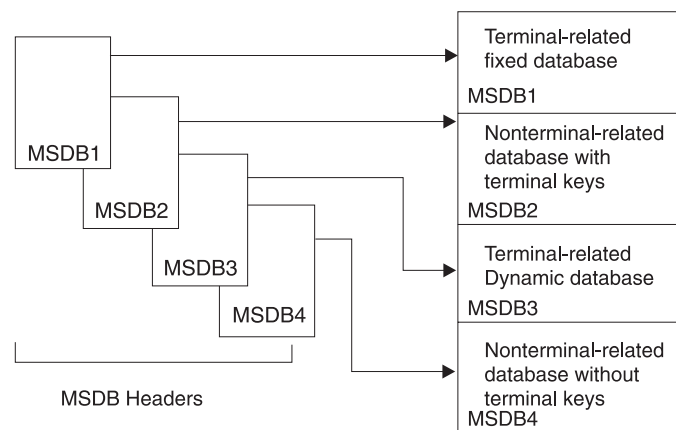 MSDB1
MSDB2
MSDB3
MSDB4
MSDB Headers
Terminal-related
fixed database
MSDB1
Nonterminal-related
database with
terminal keys
MSDB2
Terminal-related
Dynamic database
MSDB3
Nonterminal-related
database without
terminal keys
MSDB4